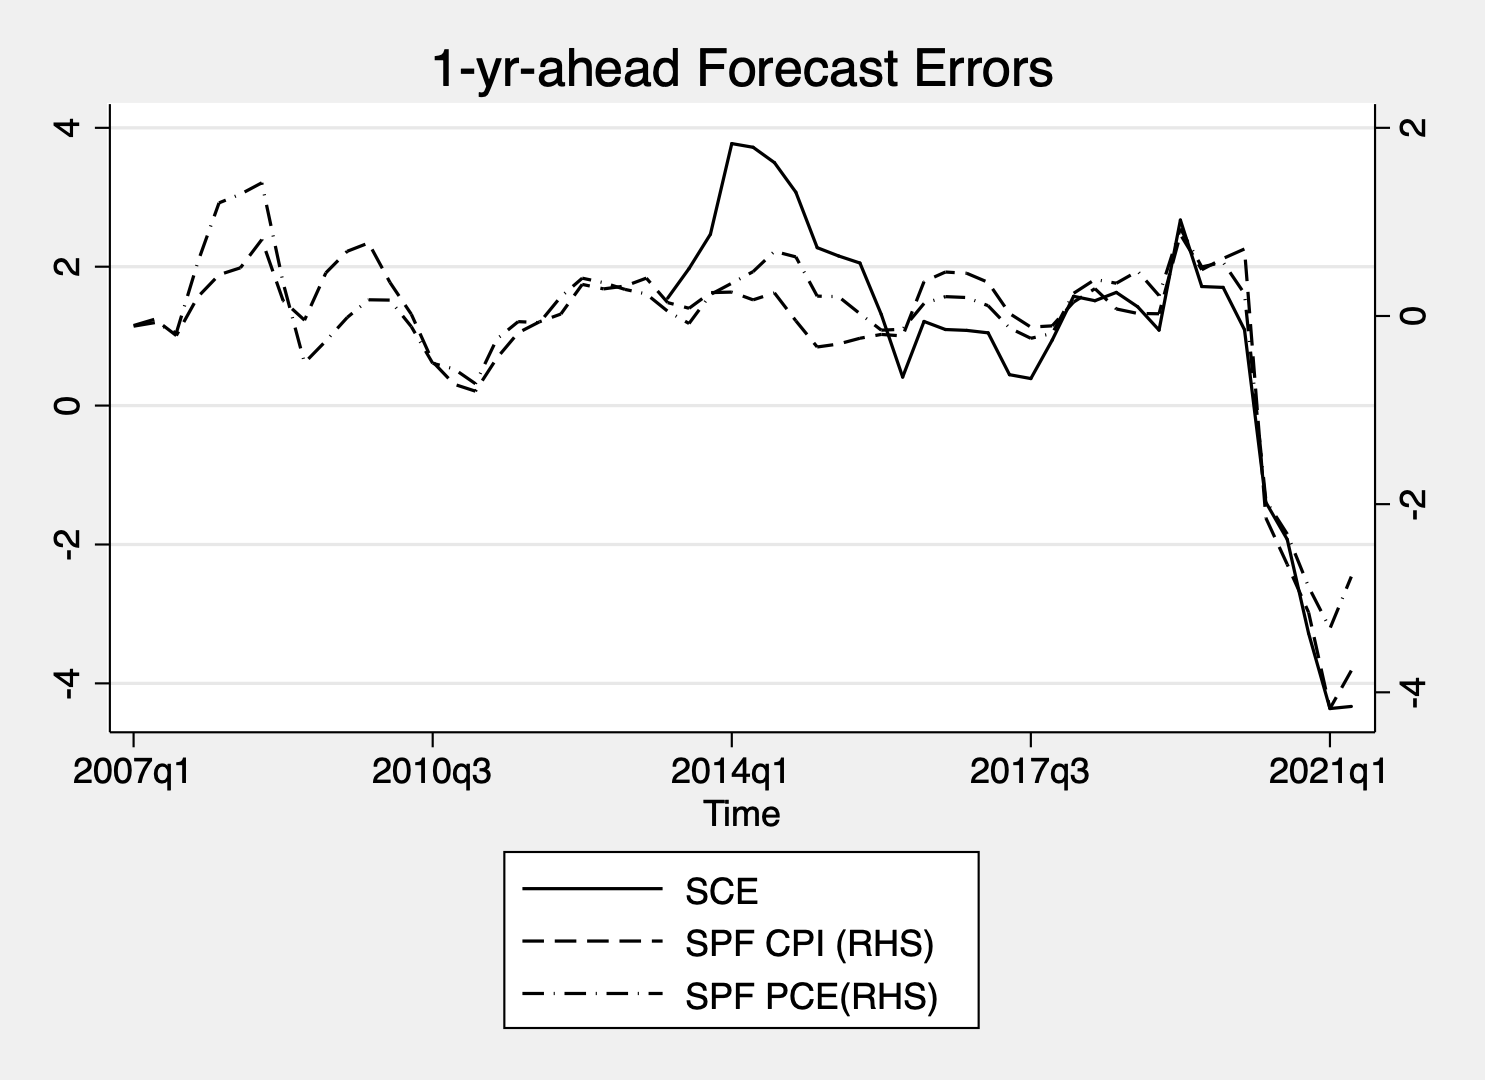 1-yr-ahead Forecast Errors
4
2
0
-2
-4
2
0
-2
-4
2007q1 2010q3 2014q1 2017q3 2021q1
Time
SCE
SPF CPI (RHS)
SPF PCE(RHS)